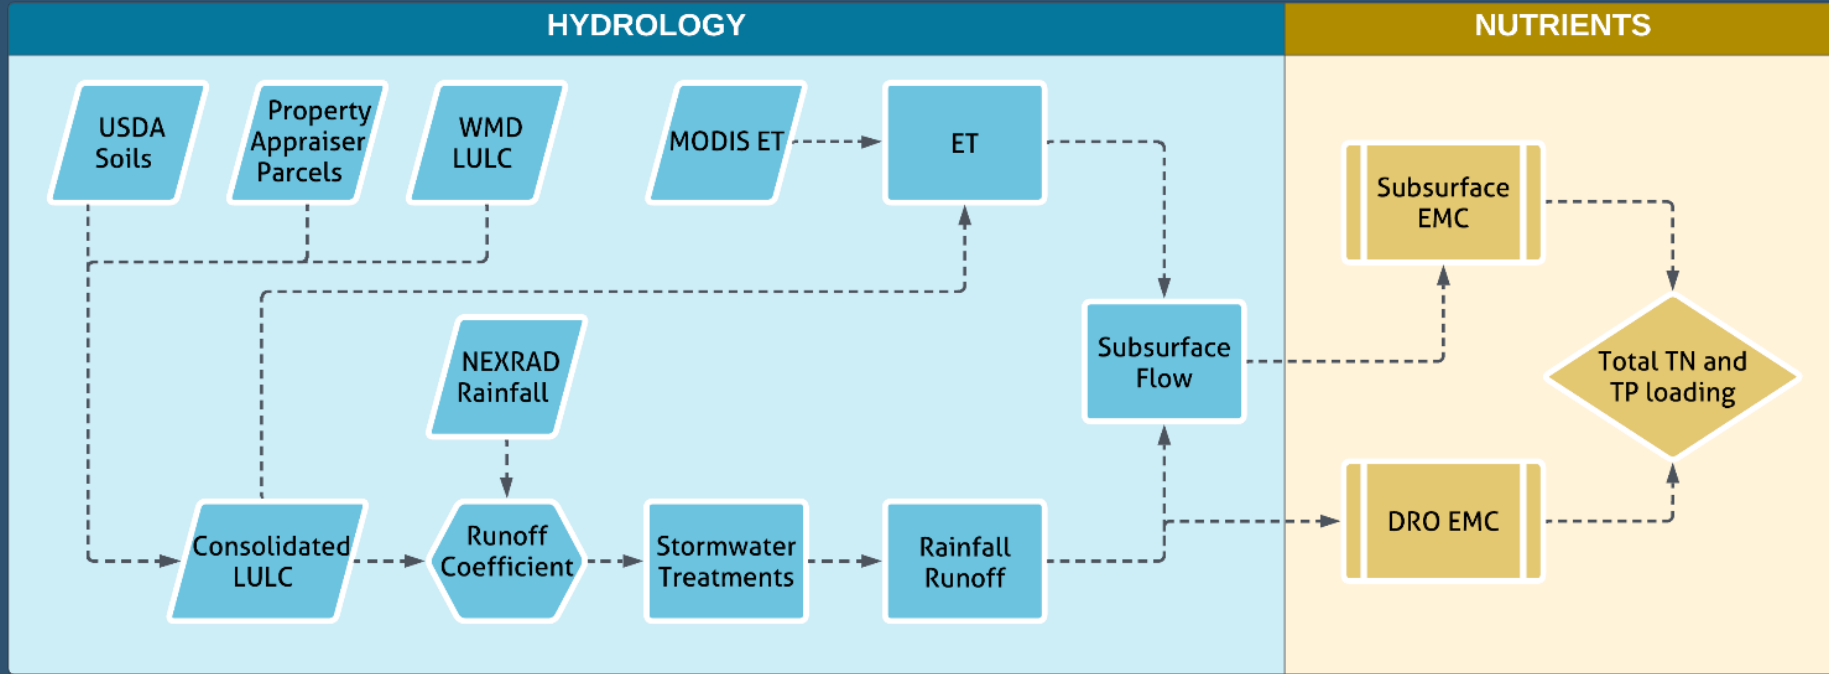 HYDROLOGY
NUTRIENTS
USDA
Soils
Property
Appraiser
Parcels
WMD
LULC
MODIS ET
ET
Subsurface
EMC
NEXRAD
Rainfall
Subsurface
Flow
Total TN and
TP loading
Consolidated
LULC
Runoff
Coefficient
Stormwater
Treatments
Rainfall
Runoff
DRO EMC